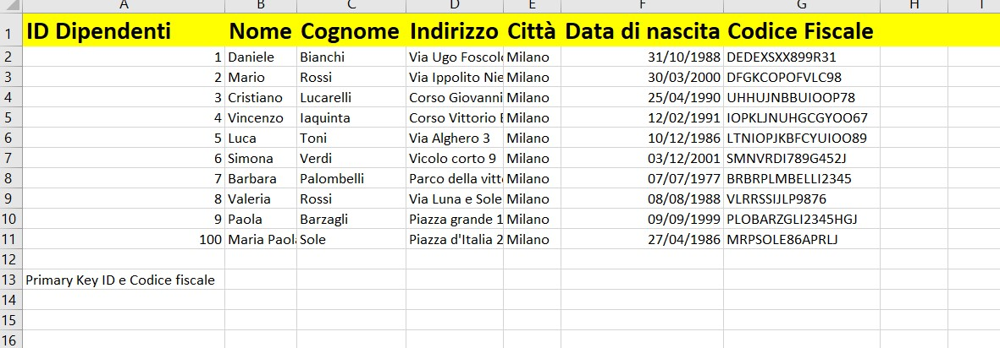 A B C D E F G H I
1 ID Dipendenti Nome Cognome Indirizzo Città Data di nascita Codice Fiscale
2 1 Daniele Bianchi Via Ugo Foscolo Milano 31/10/1988 DEDEXSXX899R31
3 2 Mario Rossi Via Ippolito Nie Milano 30/03/2000 DFGKCOPOFVLC98
4 3 Cristiano Lucarelli Corso Giovanni Milano 25/04/1990 UHHUJNBBUIOOP78
5 4 Vincenzo Iaquinta Corso Vittorio E Milano 12/02/1991 IOPKLJNUHGCGYOO67
6 5 Luca Toni Via Alghero 3 Milano 10/12/1986 LTNIOPJKBFCYUIOO89
7 6 Simona Verdi Vicolo corto 9 Milano 03/12/2001 SMNVRDI789G452J
8 7 Barbara Palombelli Parco della vitt Milano 07/07/1977 BRBRPLMBELLI2345
9 8 Valeria Rossi Via Luna e Sole Milano 08/08/1988 VLRRSSIJLP9876
10 9 Paola Barzagli Piazza grande 1 Milano 09/09/1999 PLOBARZGLI2345HGJ
11 100 Maria Paol Sole Piazza d'Italia 2 Milano 27/04/1986 MRPSOLE86APRLJ
12
13 Primary Key ID e Codice fiscale
14
15
16